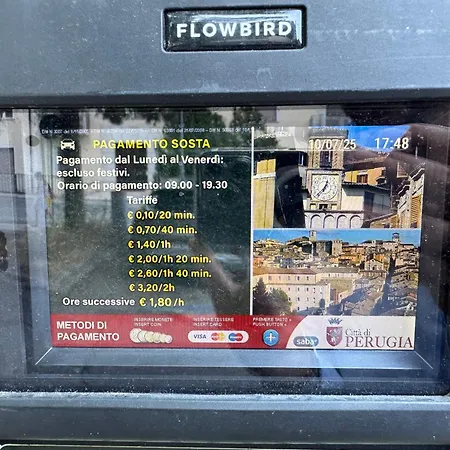 FLOWBIRD
PAGAMENTO SOSTA
10/07/25 17:48
Pagamento dal Lunedì al Venerdì:
escluso festivi.
Orario di pagamento: 09.00 - 19.30
Tariffe
€ 0,10/20 min.
€ 0,70/40 min.
€ 1,40/1h
€ 2,00/1h 20 min.
€ 2,60/1h 40 min.
€ 3,20/2h
Ore successive € 1,80/h
METODI DI
PAGAMENTO
INSERIRE MONETE
INSERT COIN
INSERIRE TESSERE
INSERT CARD
VISA
PREMERE TASTO
PUSH BUTTON
saba
Città di
PERUGIA